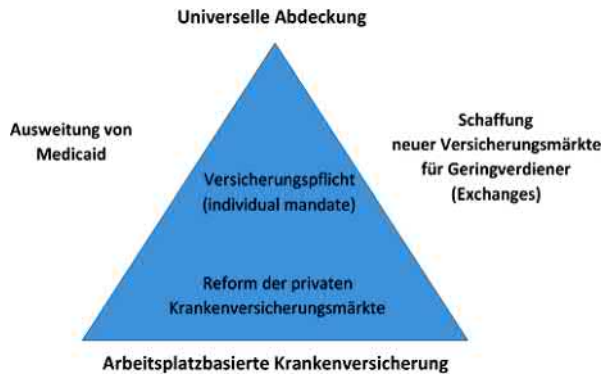 Universelle Abdeckung
Ausweitung von
Medicaid
Schaffung
neuer Versicherungsmärkte
für Geringverdiener
(Exchanges)
Versicherungspflicht
(individual mandate)
Reform der privaten
Krankenversicherungsmärkte
Arbeitsplatzbasierte Krankenversicherung